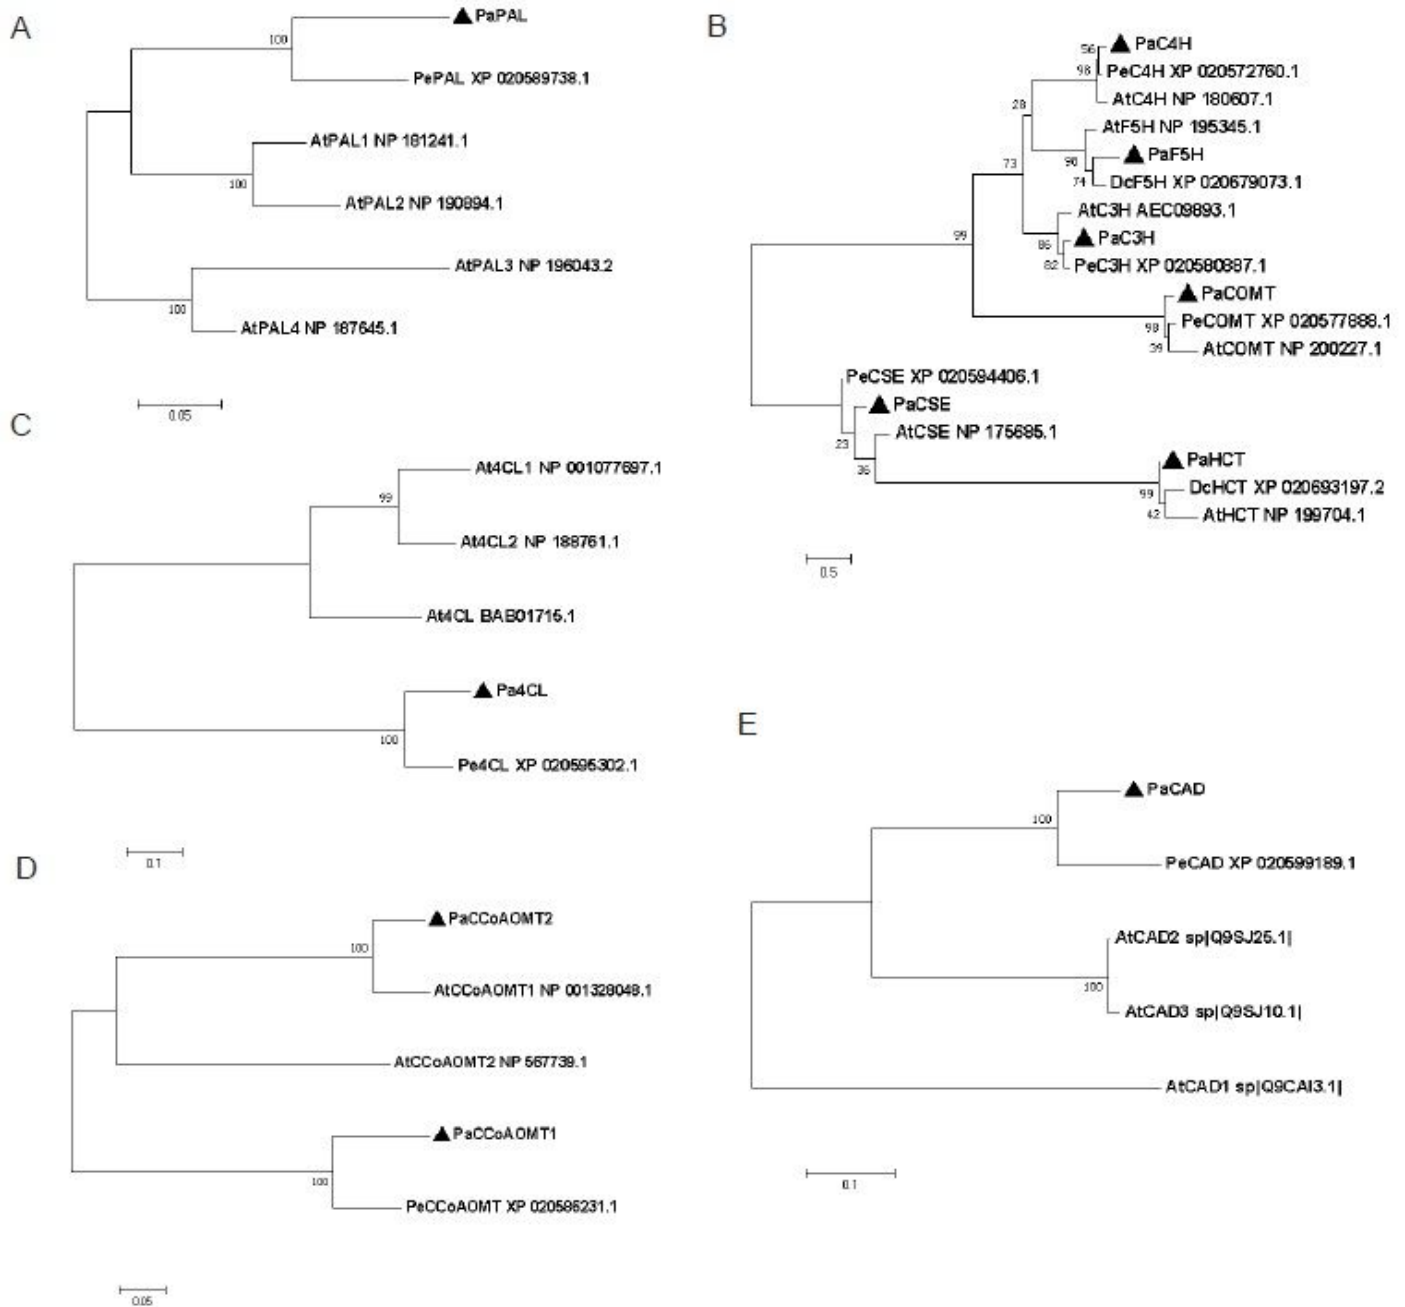 A
▲PaPAL
100
PePAL XP 020589738.1
AtPAL1 NP 181241.1
100
AtPAL2 NP 190894.1
AtPAL3 NP 196043.2
100
AtPAL4 NP 187645.1
0.05
B
56
▲PaC4H
98
PeC4H XP 020572760.1
AtC4H NP 180607.1
28
AtF5H NP 195345.1
98
▲PaF5H
74
DcF5H XP 020679073.1
73
AtC3H AEC09893.1
86
▲PaC3H
82
PeC3H XP 020580887.1
99
▲PaCOMT
98
PeCOMT XP 020577888.1
39
AtCOMT NP 200227.1
PeCSE XP 020594406.1
▲PaCSE
23
AtCSE NP 175685.1
36
▲PaHCT
99
DcHCT XP 020693197.2
42
AtHCT NP 199704.1
0.5
C
At4CL1 NP 001077697.1
99
At4CL2 NP 188761.1
At4CL BAB01715.1
▲Pa4CL
100
Pe4CL XP 020595302.1
0.1
D
▲PaCCoAOMT2
100
AtCCoAOMT1 NP 001328048.1
AtCCoAOMT2 NP 567739.1
▲PaCCoAOMT1
100
PeCCoAOMT XP 020586231.1
0.05
E
▲PaCAD
100
PeCAD XP 020599189.1
AtCAD2 sp|Q9SJ25.1|
100
AtCAD3 sp|Q9SJ10.1|
AtCAD1 sp|Q9CAI3.1|
0.1